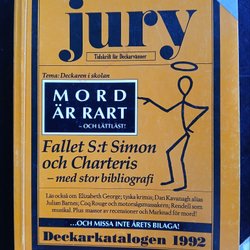 jury
Tidskrift för Deckarvänner
Tema: Deckaren i skolan
MORD
ÄR RART
– OCH LÄTTLÄST!
Fallet S:t Simon
och Charteris
– med stor bibliografi
Läs också om: Elizabeth George; tyska krimis; Dan Kavanagh alias
Julian Barnes; Coq Rouge och motorsågsmassakern; Rendell som
musikal. Plus massor av recensioner och Marknad för mord!
...OCH MISSA INTE ÅRETS BILAGA!
Deckarkatalogen 1992